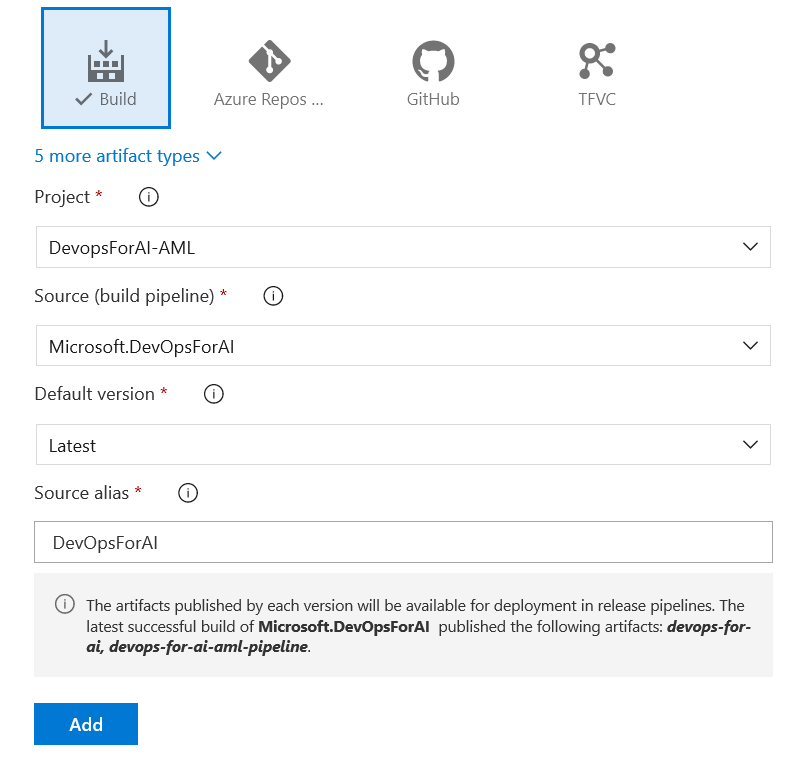 Build
Azure Repos ...
GitHub
TFVC
5 more artifact types
Project *
DevopsForAI-AML
Source (build pipeline) *
Microsoft.DevOpsForAI
Default version *
Latest
Source alias *
DevOpsForAI
The artifacts published by each version will be available for deployment in release pipelines. The
latest successful build of Microsoft.DevOpsForAI published the following artifacts: devops-for-
ai, devops-for-ai-aml-pipeline.
Add